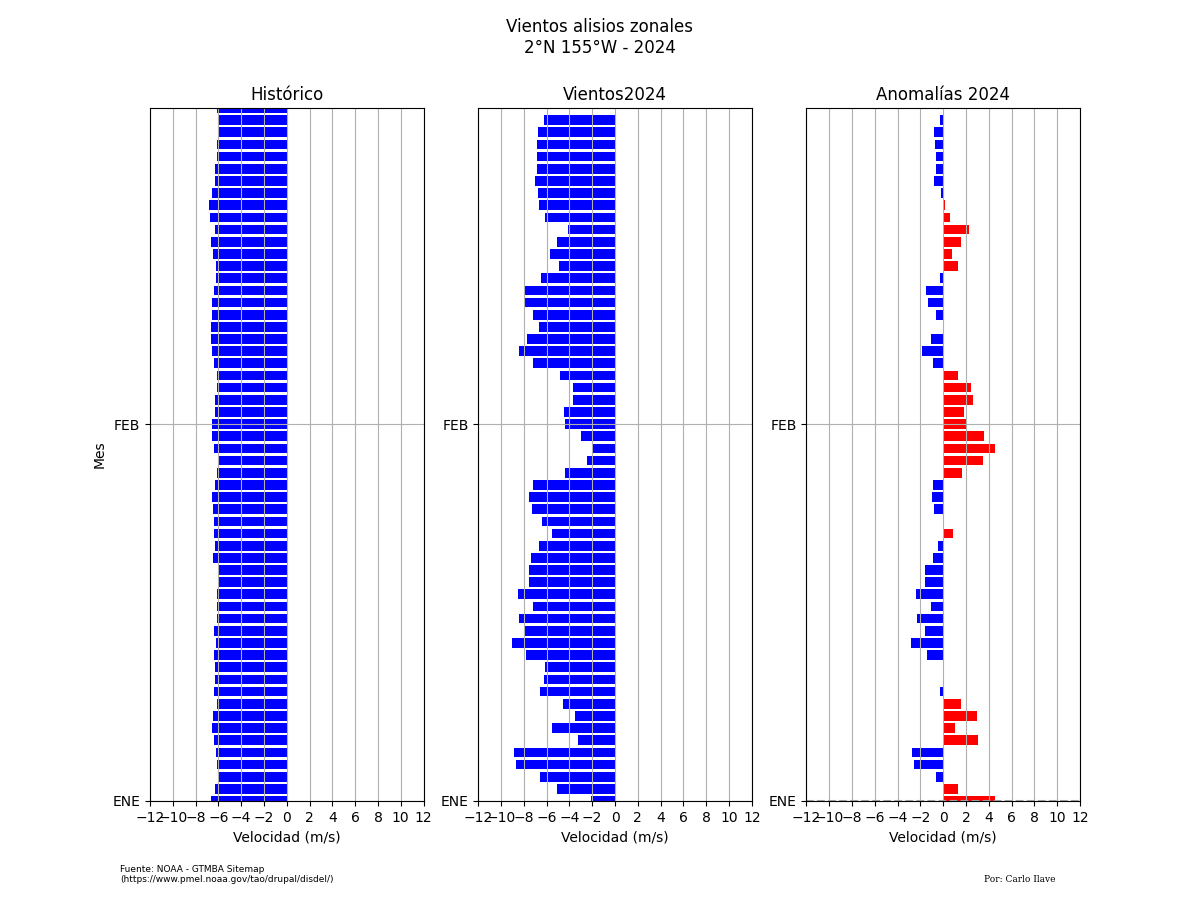 Vientos alisios zonales
2°N 155°W - 2024
Histórico
Vientos2024
Anomalías 2024
Mes
FEB
FEB
FEB
ENE
ENE
ENE
−12 −10 −8 −6 −4 −2 0 2 4 6 8 10 12
−12 −10 −8 −6 −4 −2 0 2 4 6 8 10 12
−12 −10 −8 −6 −4 −2 0 2 4 6 8 10 12
Velocidad (m/s)
Velocidad (m/s)
Velocidad (m/s)
Fuente: NOAA - GTMBA Sitemap
(https://www.pmel.noaa.gov/tao/drupal/disdel/)
Por: Carlo Ilave